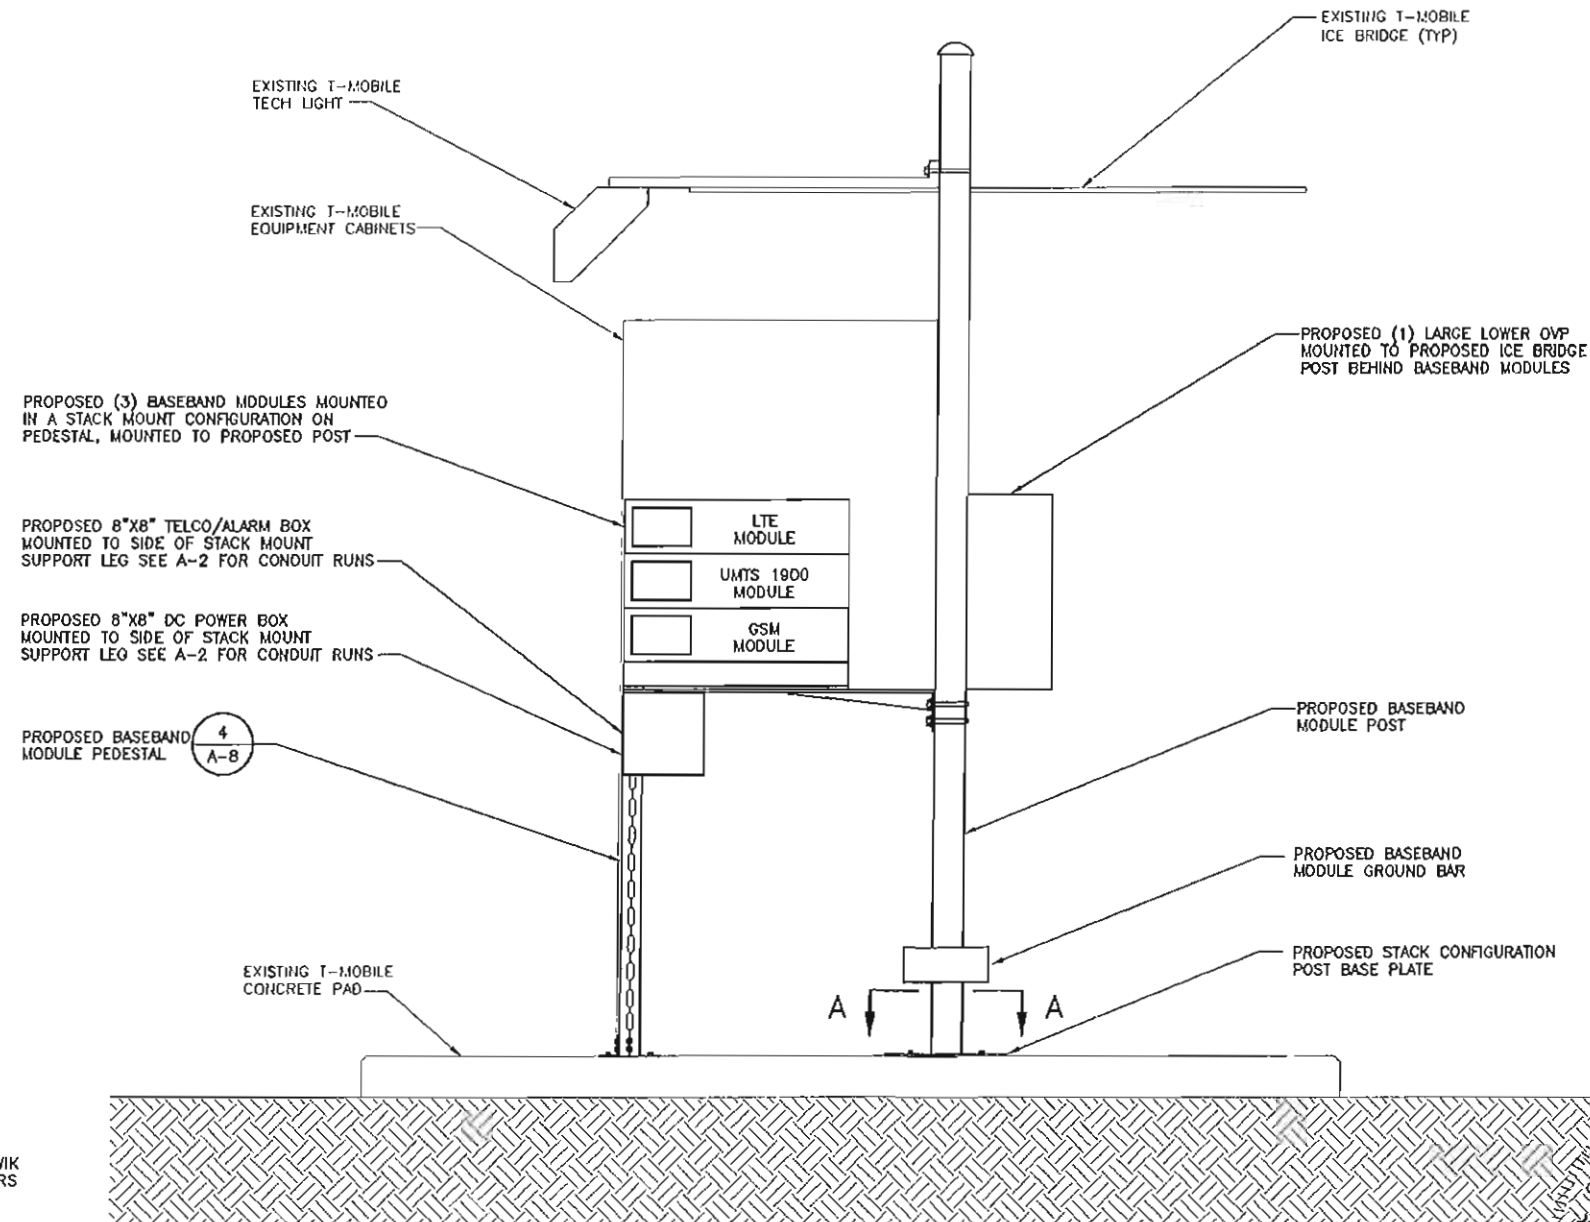 EXISTING T-MOBILE
ICE BRIDGE (TYP)
EXISTING T-MOBILE
TECH LIGHT
EXISTING T-MOBILE
EQUIPMENT CABINETS
PROPOSED (1) LARGE LOWER OVP
MOUNTED TO PROPOSED ICE BRIDGE
POST BEHIND BASEBAND MODULES
PROPOSED (3) BASEBAND MODULES MOUNTED
IN A STACK MOUNT CONFIGURATION ON
PEDESTAL, MOUNTED TO PROPOSED POST
LTE
MODULE
UMTS 1900
MODULE
GSM
MODULE
PROPOSED 8"X8" TELCO/ALARM BOX
MOUNTED TO SIDE OF STACK MOUNT
SUPPORT LEG SEE A-2 FOR CONDUIT RUNS
PROPOSED 8"X8" DC POWER BOX
MOUNTED TO SIDE OF STACK MOUNT
SUPPORT LEG SEE A-2 FOR CONDUIT RUNS
PROPOSED BASEBAND
MODULE PEDESTAL
4
A-8
PROPOSED BASEBAND
MODULE POST
PROPOSED BASEBAND
MODULE GROUND BAR
PROPOSED STACK CONFIGURATION
POST BASE PLATE
EXISTING T-MOBILE
CONCRETE PAD
A A